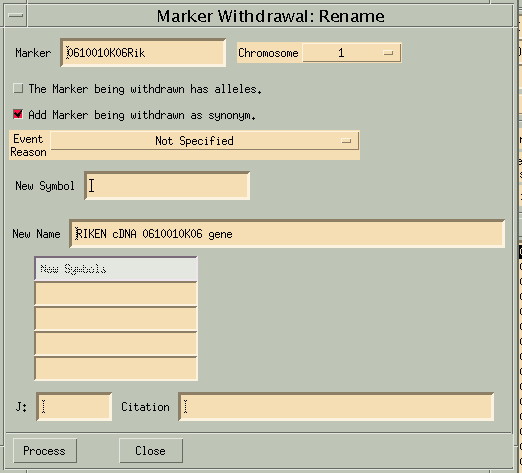 Marker Withdrawal: Rename
Marker 0610010K06Rik Chromosome 1
The Marker being withdrawn has alleles.
Add Marker being withdrawn as synonym.
Event Reason Not Specified
New Symbol
New Name RIKEN cDNA 0610010K06 gene
New Symbols
J: Citation
Process Close